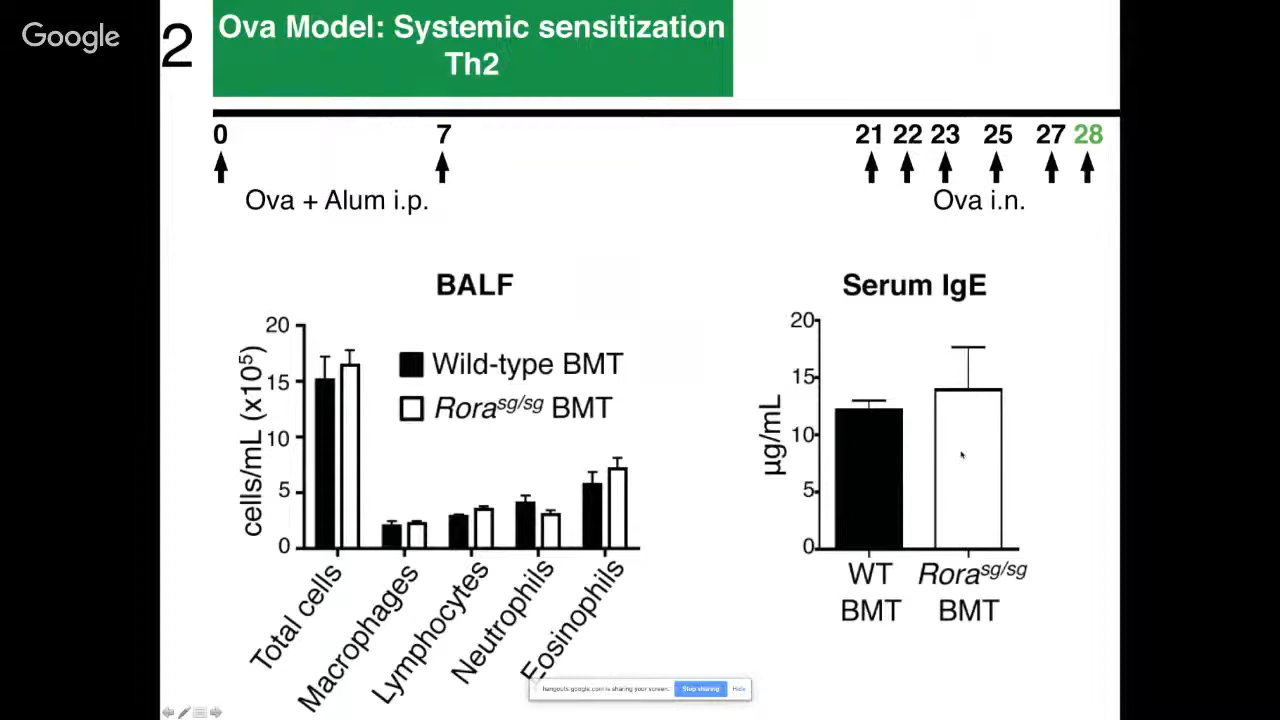 Google
2
Ova Model: Systemic sensitization
Th2
0 7 21 22 23 25 27 28
Ova + Alum i.p. Ova i.n.
BALF
cells/mL (x10⁵)
20
15
10
5
0
Wild-type BMT
Rora^sg/sg BMT
Total cells
Macrophages
Lymphocytes
Neutrophils
Eosinophils
Serum IgE
µg/mL
20
15
10
5
0
WT
BMT
Rora^sg/sg
BMT
hangouts.google.com is sharing your screen. Stop sharing Hide